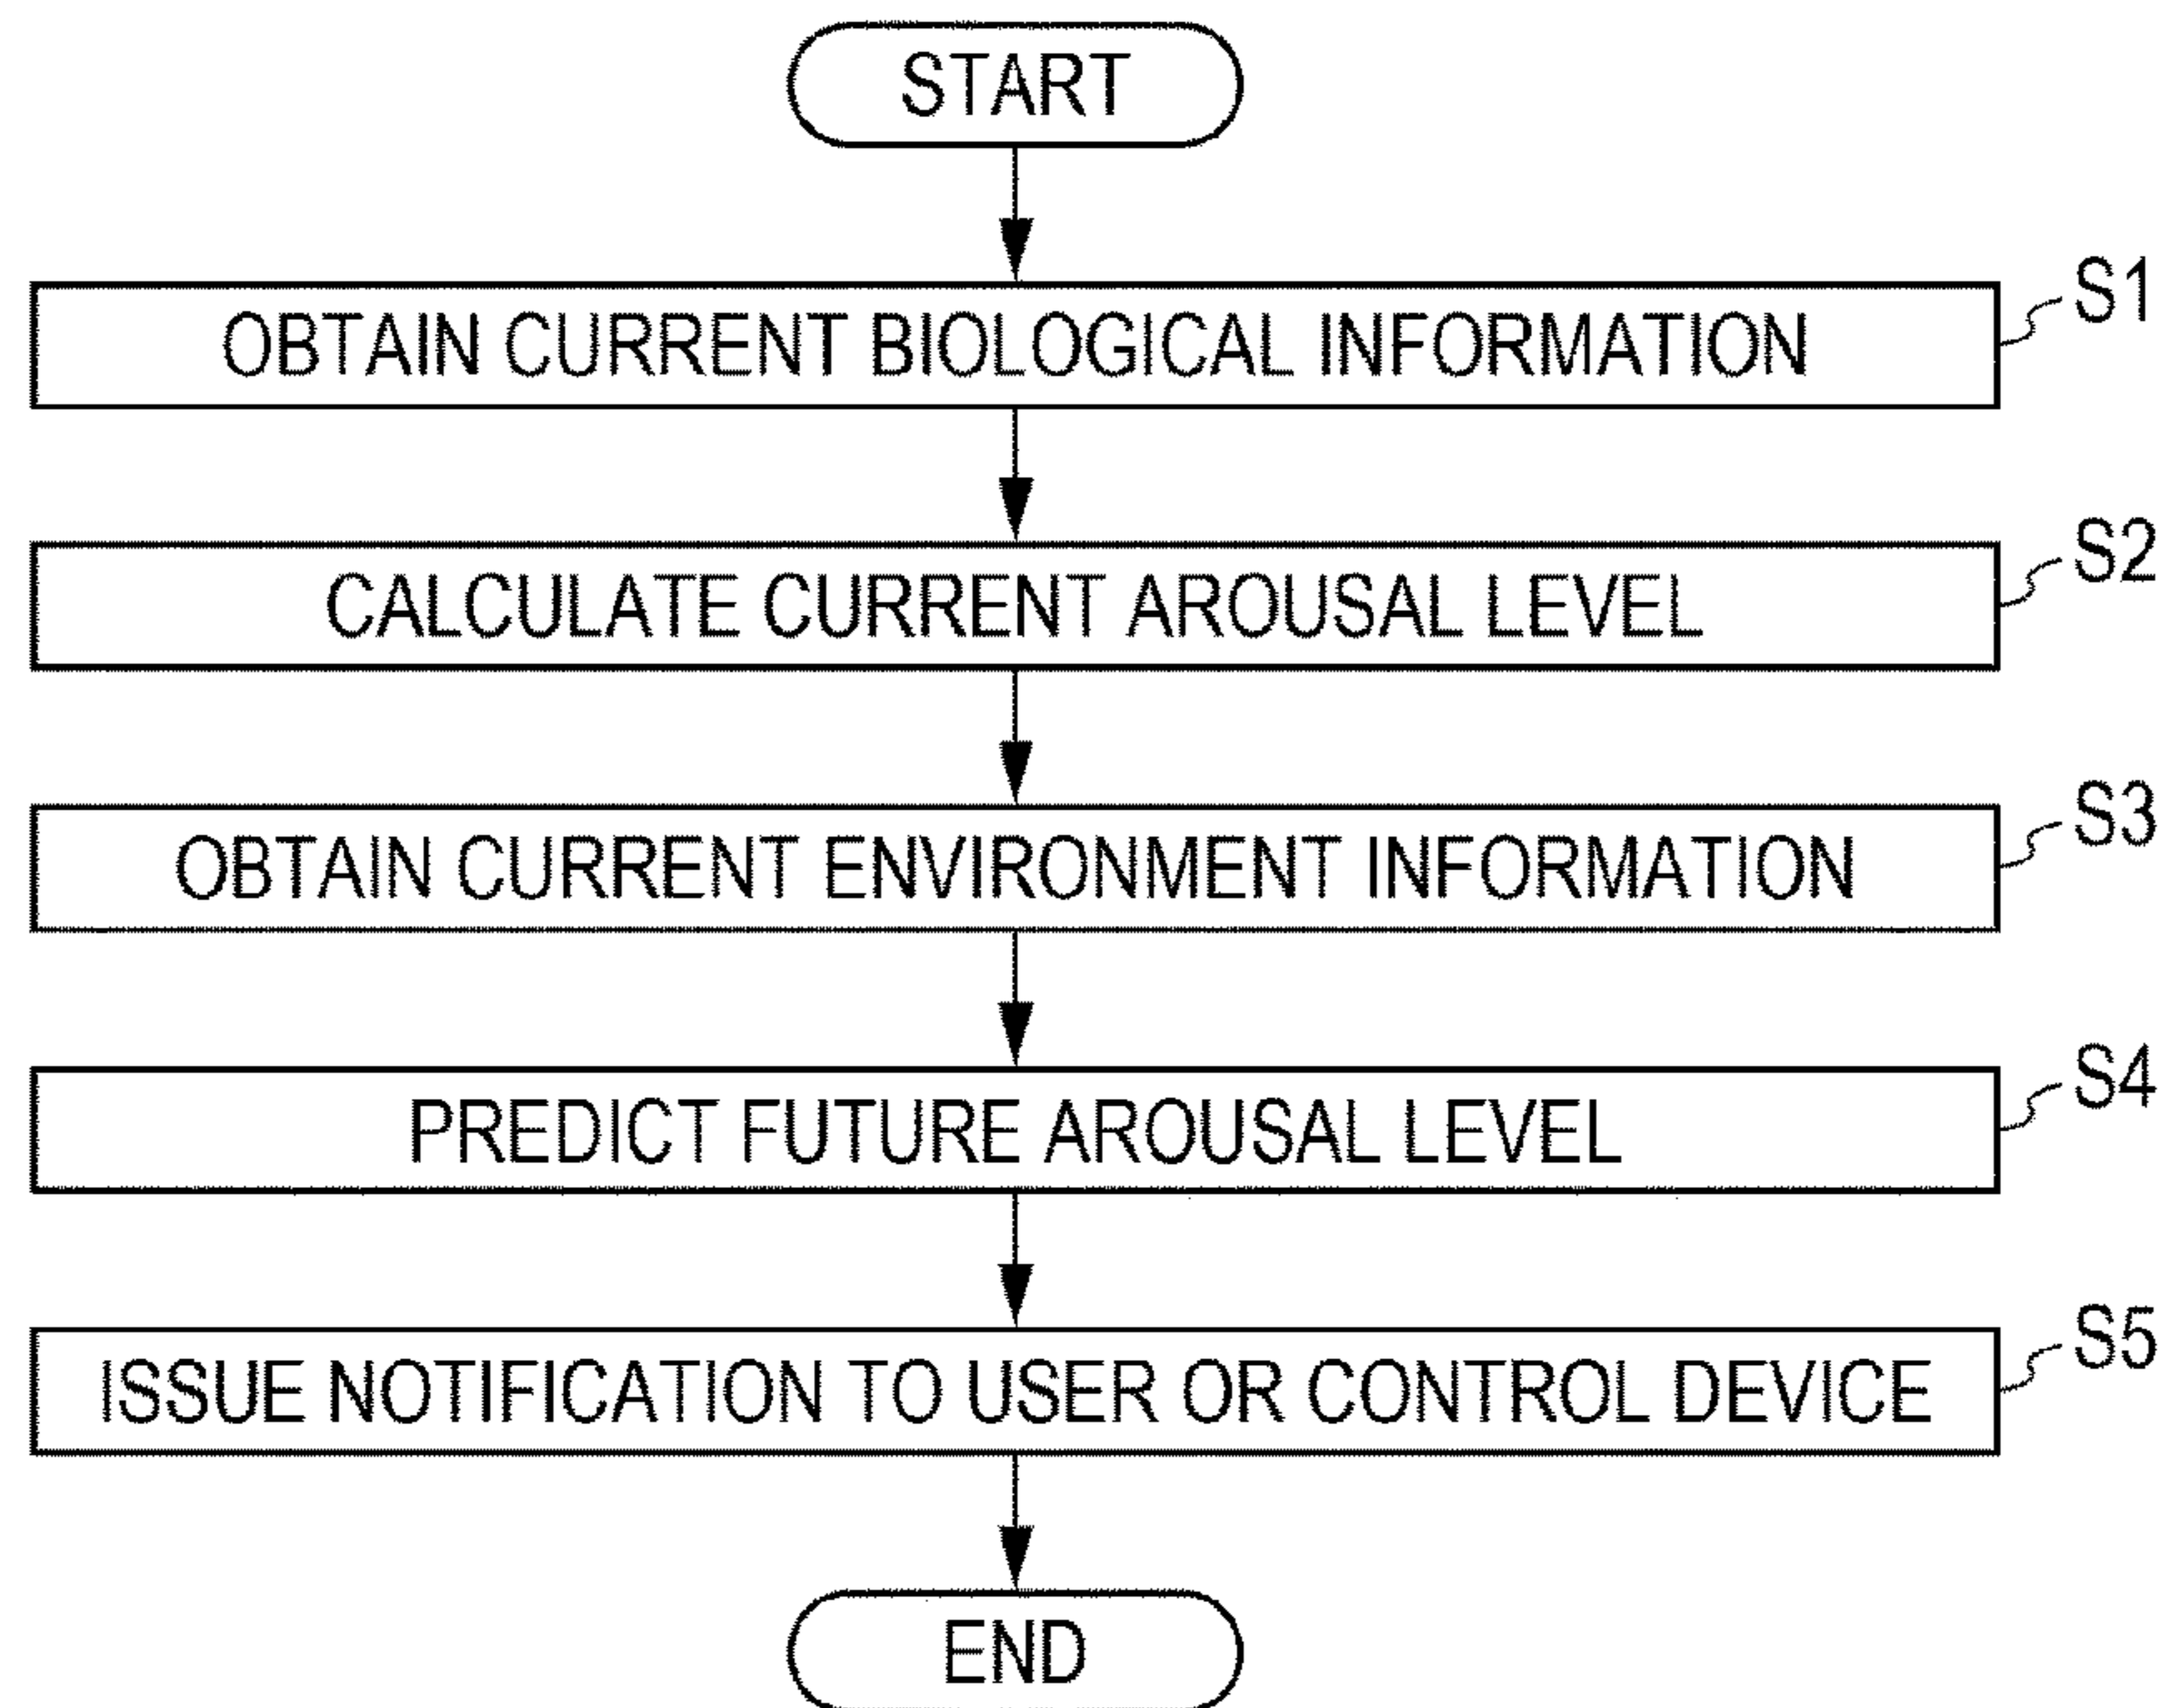 START
OBTAIN CURRENT BIOLOGICAL INFORMATION
S1
CALCULATE CURRENT AROUSAL LEVEL
S2
OBTAIN CURRENT ENVIRONMENT INFORMATION
S3
PREDICT FUTURE AROUSAL LEVEL
S4
ISSUE NOTIFICATION TO USER OR CONTROL DEVICE
S5
END